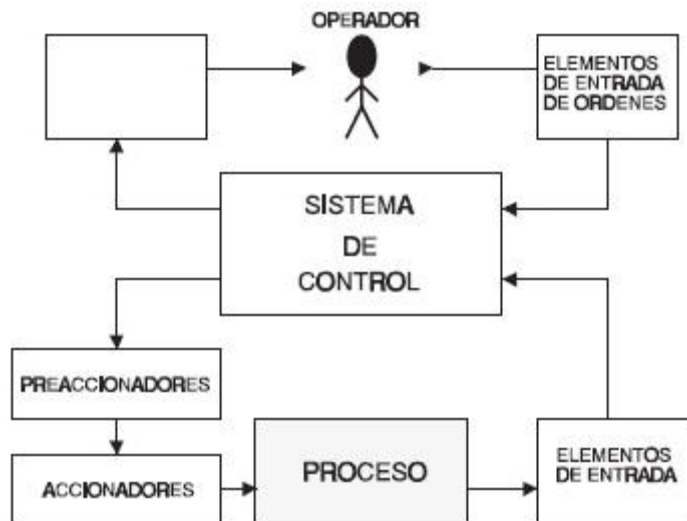 OPERADOR
ELEMENTOS
DE ENTRADA
DE ORDENES
SISTEMA
DE
CONTROL
PREACCIONADORES
ACCIONADORES
PROCESO
ELEMENTOS
DE ENTRADA